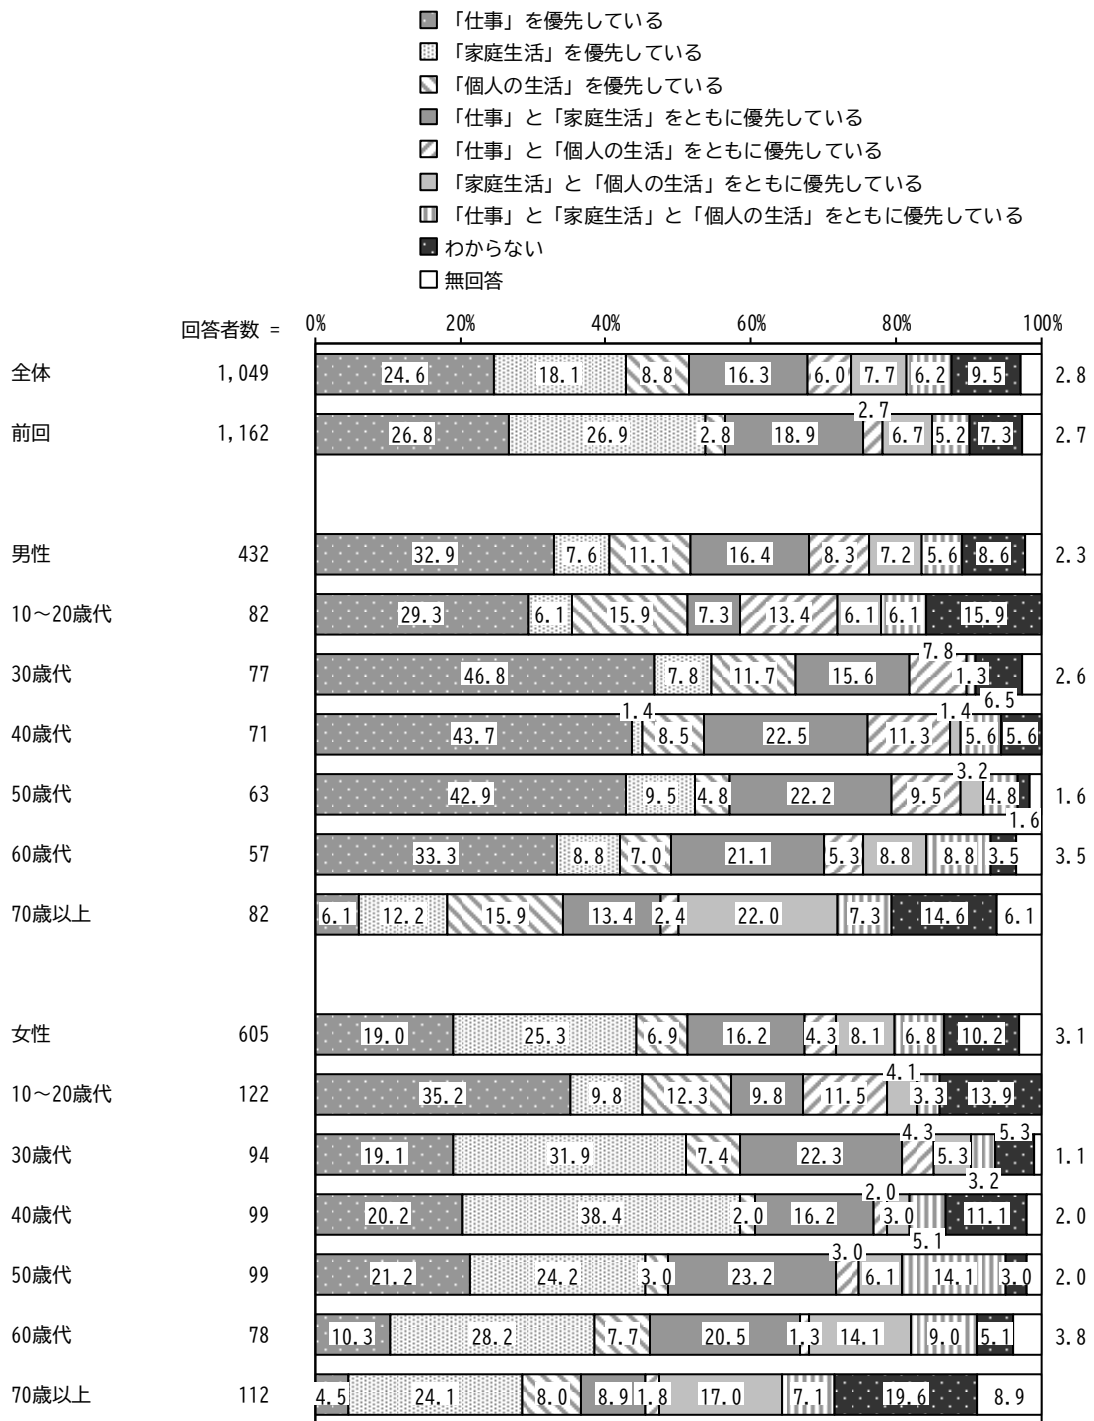 「仕事」を優先している
「家庭生活」を優先している
「個人の生活」を優先している
「仕事」と「家庭生活」をともに優先している
「仕事」と「個人の生活」をともに優先している
「家庭生活」と「個人の生活」をともに優先している
「仕事」と「家庭生活」と「個人の生活」をともに優先している
わからない
無回答
回答者数 = 0% 20% 40% 60% 80% 100%
全体 1,049 24.6 18.1 8.8 16.3 6.0 7.7 6.2 9.5 2.8
前回 1,162 26.8 26.9 2.8 18.9 2.7 6.7 5.2 7.3 2.7
男性 432 32.9 7.6 11.1 16.4 8.3 7.2 5.6 8.6 2.3
10～20歳代 82 29.3 6.1 15.9 7.3 13.4 6.1 6.1 15.9
30歳代 77 46.8 7.8 11.7 15.6 7.8 1.3 6.5 2.6
40歳代 71 43.7 1.4 8.5 22.5 11.3 1.4 5.6 5.6
50歳代 63 42.9 9.5 4.8 22.2 9.5 3.2 4.8 1.6 1.6
60歳代 57 33.3 8.8 7.0 21.1 5.3 8.8 8.8 3.5 3.5
70歳以上 82 6.1 12.2 15.9 13.4 2.4 22.0 7.3 14.6 6.1
女性 605 19.0 25.3 6.9 16.2 4.3 8.1 6.8 10.2 3.1
10～20歳代 122 35.2 9.8 12.3 9.8 11.5 4.1 3.3 13.9
30歳代 94 19.1 31.9 7.4 22.3 4.3 5.3 3.2 5.3 1.1
40歳代 99 20.2 38.4 2.0 16.2 2.0 3.0 5.1 11.1 2.0
50歳代 99 21.2 24.2 3.0 23.2 3.0 6.1 14.1 3.0 2.0
60歳代 78 10.3 28.2 7.7 20.5 1.3 14.1 9.0 5.1 3.8
70歳以上 112 4.5 24.1 8.0 8.9 1.8 17.0 7.1 19.6 8.9